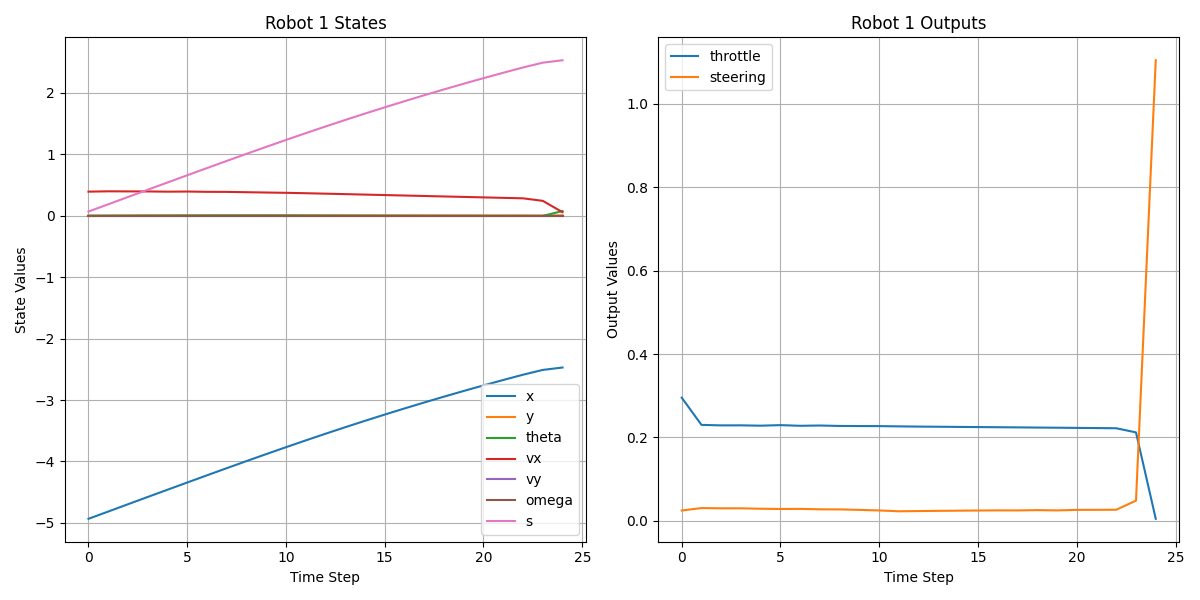 Robot 1 States
State Values
2
1
0
−1
−2
−3
−4
−5
0
5
10
15
20
25
Time Step
x
y
theta
vx
vy
omega
s
Robot 1 Outputs
Output Values
1.0
0.8
0.6
0.4
0.2
0.0
0
5
10
15
20
25
Time Step
throttle
steering